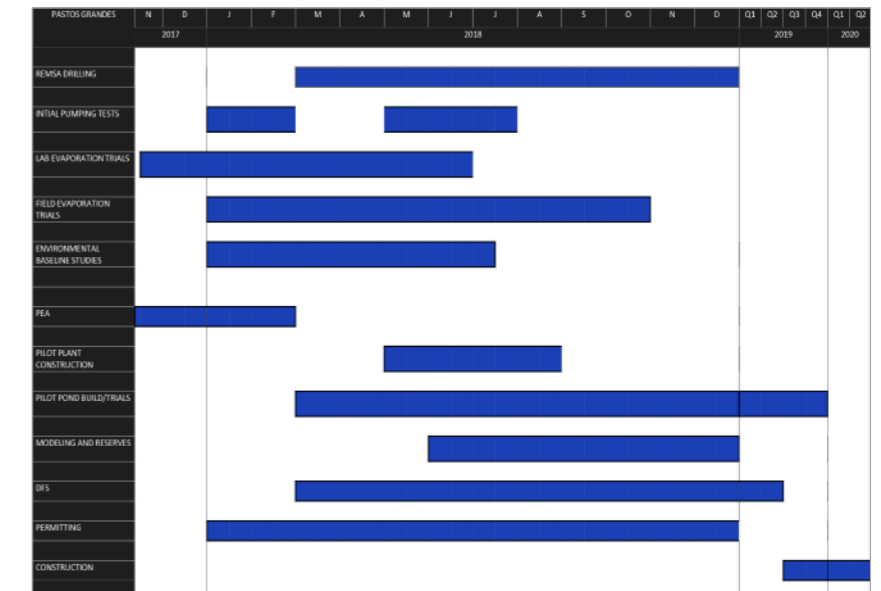 PASTOS GRANDES N D J F M A M J J A S O N D Q1 Q2 Q3 Q4 Q1 Q2
2017 2018 2019 2020
REMSA DRILLING
INTIAL PUMPING TESTS
LAB EVAPORATION TRIALS
FIELD EVAPORATION
TRIALS
ENVIRONMENTAL
BASELINE STUDIES
PEA
PILOT PLANT
CONSTRUCTION
PILOT POND BUILD/TRIALS
MODELING AND RESERVES
DFS
PERMITTING
CONSTRUCTION